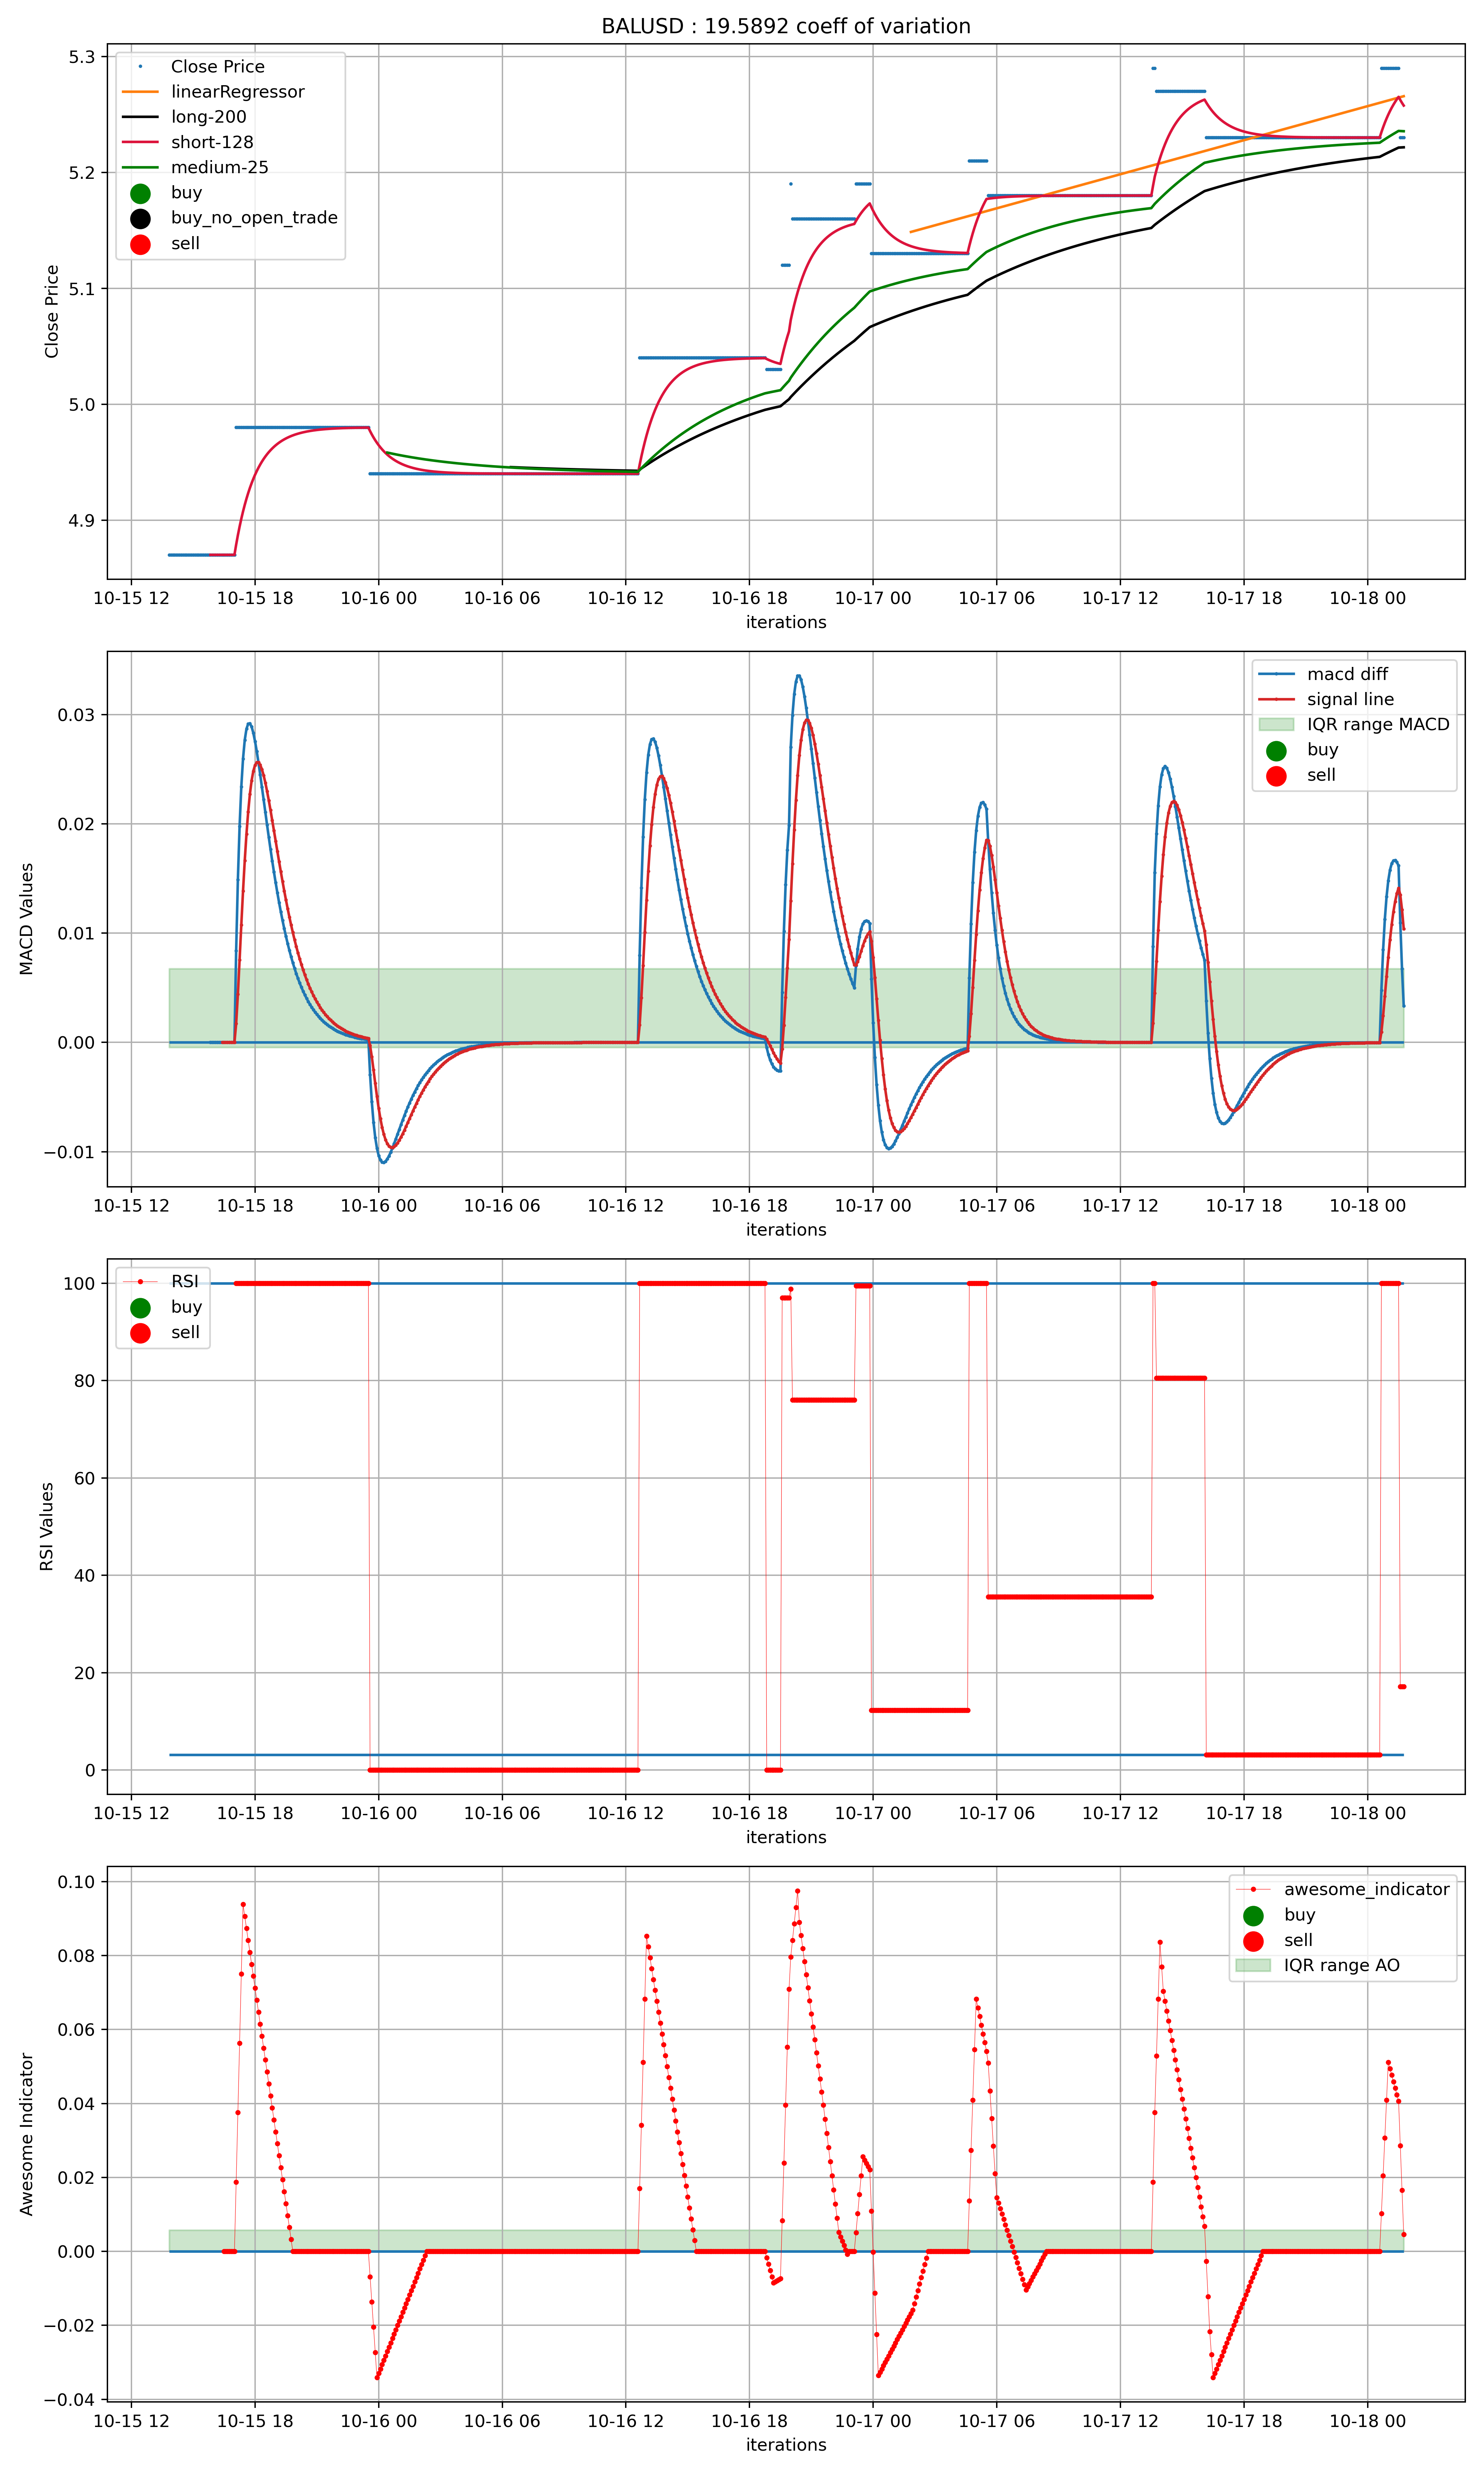 BALUSD : 19.5892 coeff of variation
5.3
5.2
5.1
5.0
4.9
Close Price
Close Price
linearRegressor
long-200
short-128
medium-25
buy
buy_no_open_trade
sell
10-15 12 10-15 18 10-16 00 10-16 06 10-16 12 10-16 18 10-17 00 10-17 06 10-17 12 10-17 18 10-18 00
iterations
0.03
0.02
0.01
0.00
−0.01
MACD Values
macd diff
signal line
IQR range MACD
buy
sell
10-15 12 10-15 18 10-16 00 10-16 06 10-16 12 10-16 18 10-17 00 10-17 06 10-17 12 10-17 18 10-18 00
iterations
100
80
60
40
20
0
RSI Values
RSI
buy
sell
10-15 12 10-15 18 10-16 00 10-16 06 10-16 12 10-16 18 10-17 00 10-17 06 10-17 12 10-17 18 10-18 00
iterations
0.10
0.08
0.06
0.04
0.02
0.00
−0.02
−0.04
Awesome Indicator
awesome_indicator
buy
sell
IQR range AO
10-15 12 10-15 18 10-16 00 10-16 06 10-16 12 10-16 18 10-17 00 10-17 06 10-17 12 10-17 18 10-18 00
iterations